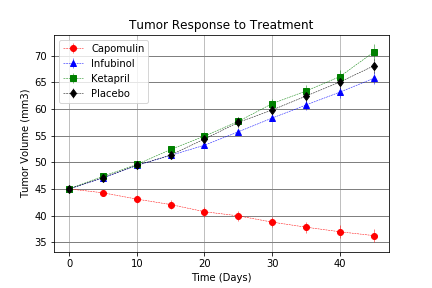 Tumor Response to Treatment
Capomulin
Infubinol
Ketapril
Placebo
Tumor Volume (mm3)
70
65
60
55
50
45
40
35
0 10 20 30 40
Time (Days)